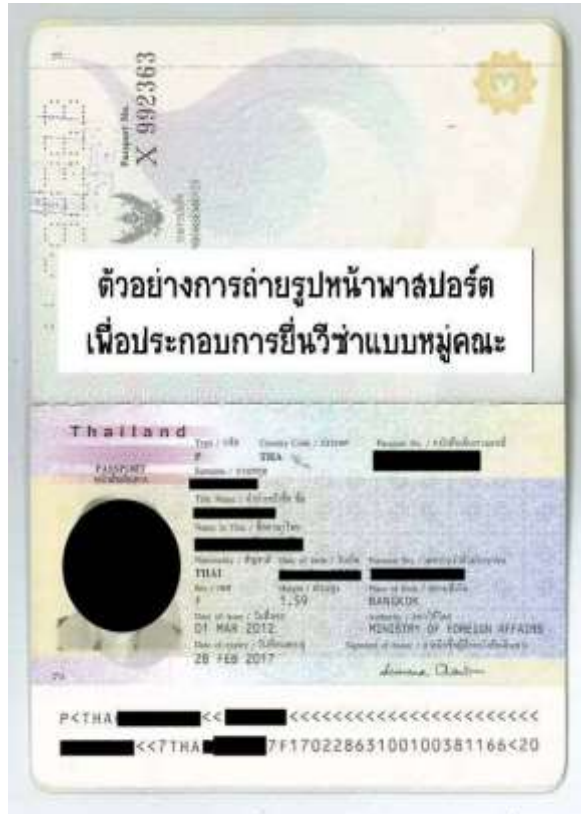 Passport No.
X 992363
ตัวอย่างการถ่ายรูปหน้าพาสปอร์ต
เพื่อประกอบการยื่นวีซ่าแบบหมู่คณะ
Thailand
PASSPORT
หนังสือเดินทาง
Type / รหัส Country Code / ประเทศ Passport No. / หนังสือเดินทางเลขที่
P THA
Surname / นามสกุล
Title Name / คำนำหน้าชื่อ ชื่อ
Name in Thai / ชื่อภาษาไทย
Nationality / สัญชาติ Date of birth / วันเกิด Personal No. / เลขประจำตัวประชาชน
THAI
Sex / เพศ Height / ส่วนสูง Place of birth / สถานที่เกิด
F 1.59 BANGKOK
Date of issue / วันที่ออก Authority / ออกให้โดย
01 MAR 2012 MINISTRY OF FOREIGN AFFAIRS
Date of expiry / วันที่หมดอายุ Signature of bearer / ลายมือชื่อผู้ถือหนังสือเดินทาง
28 FEB 2017
P<THA << <<<<<<<<<<<<<<<<<<<<<<<<
<<7THA 7F17022863100100381166<20